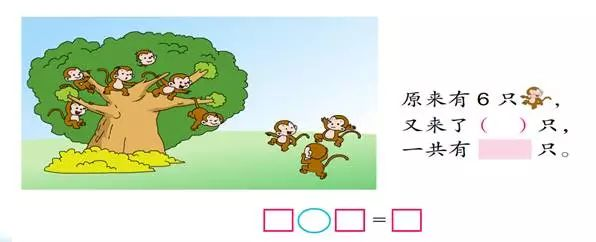 原来有 6 只 ,
又来了 ( ) 只,
一共有 只。
=